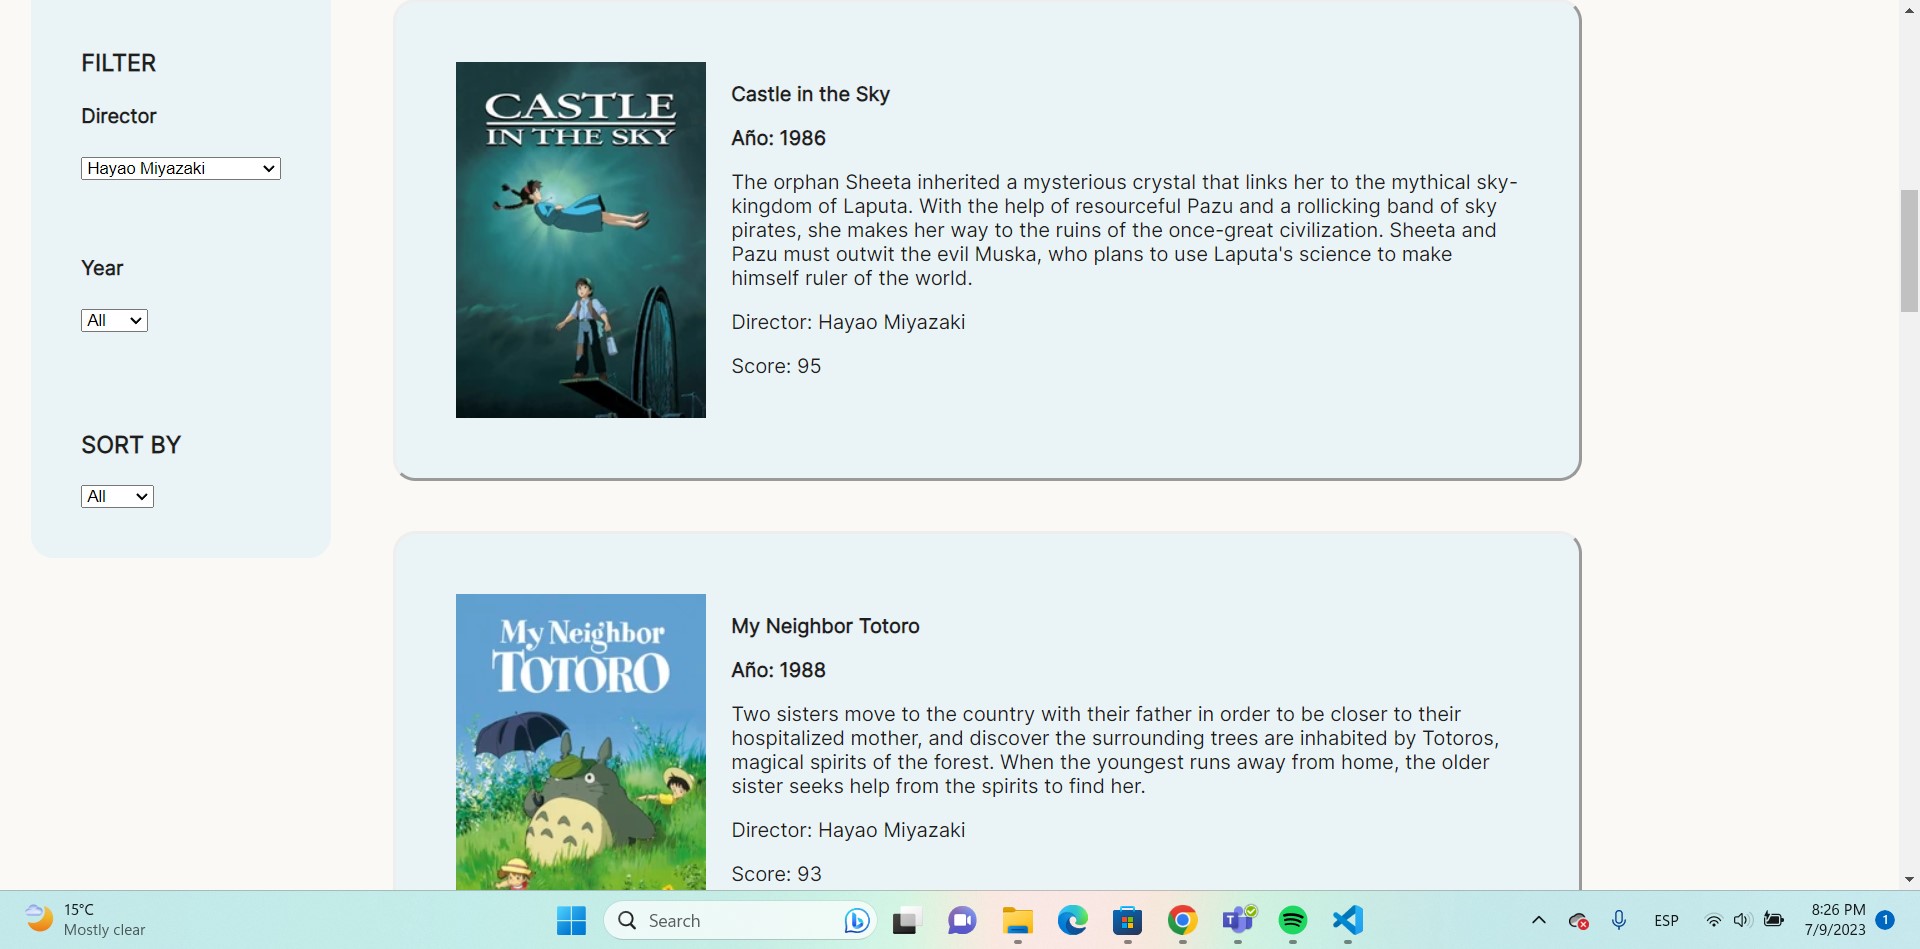 FILTER
Director
Hayao Miyazaki
Year
All
SORT BY
All
CASTLE
IN THE SKY
Castle in the Sky
Año: 1986
The orphan Sheeta inherited a mysterious crystal that links her to the mythical sky-
kingdom of Laputa. With the help of resourceful Pazu and a rollicking band of sky
pirates, she makes her way to the ruins of the once-great civilization. Sheeta and
Pazu must outwit the evil Muska, who plans to use Laputa's science to make
himself ruler of the world.
Director: Hayao Miyazaki
Score: 95
My Neighbor
TOTORO
My Neighbor Totoro
Año: 1988
Two sisters move to the country with their father in order to be closer to their
hospitalized mother, and discover the surrounding trees are inhabited by Totoros,
magical spirits of the forest. When the youngest runs away from home, the older
sister seeks help from the spirits to find her.
Director: Hayao Miyazaki
Score: 93
15°C
Mostly clear
Search
ESP
8:26 PM
7/9/2023
1